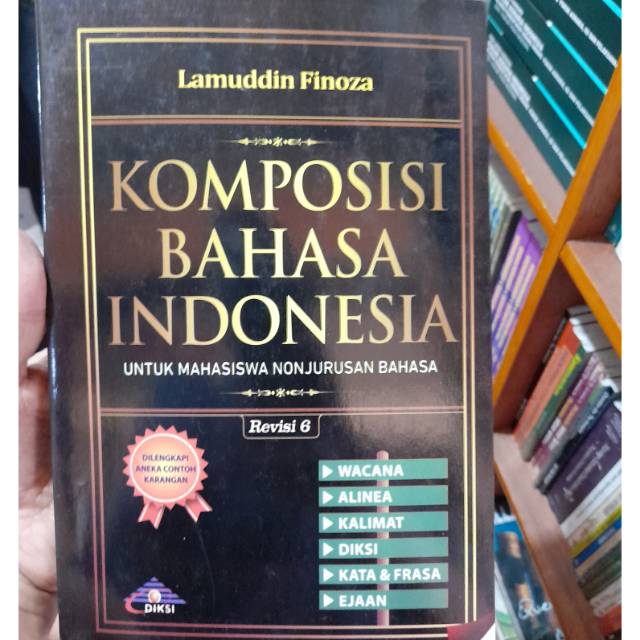 Lamuddin Finoza
KOMPOSISI
BAHASA
INDONESIA
UNTUK MAHASISWA NONJURUSAN BAHASA
Revisi 6
DILENGKAPI
ANEKA CONTOH
KARANGAN
WACANA
ALINEA
KALIMAT
DIKSI
KATA & FRASA
EJAAN
DIKSI